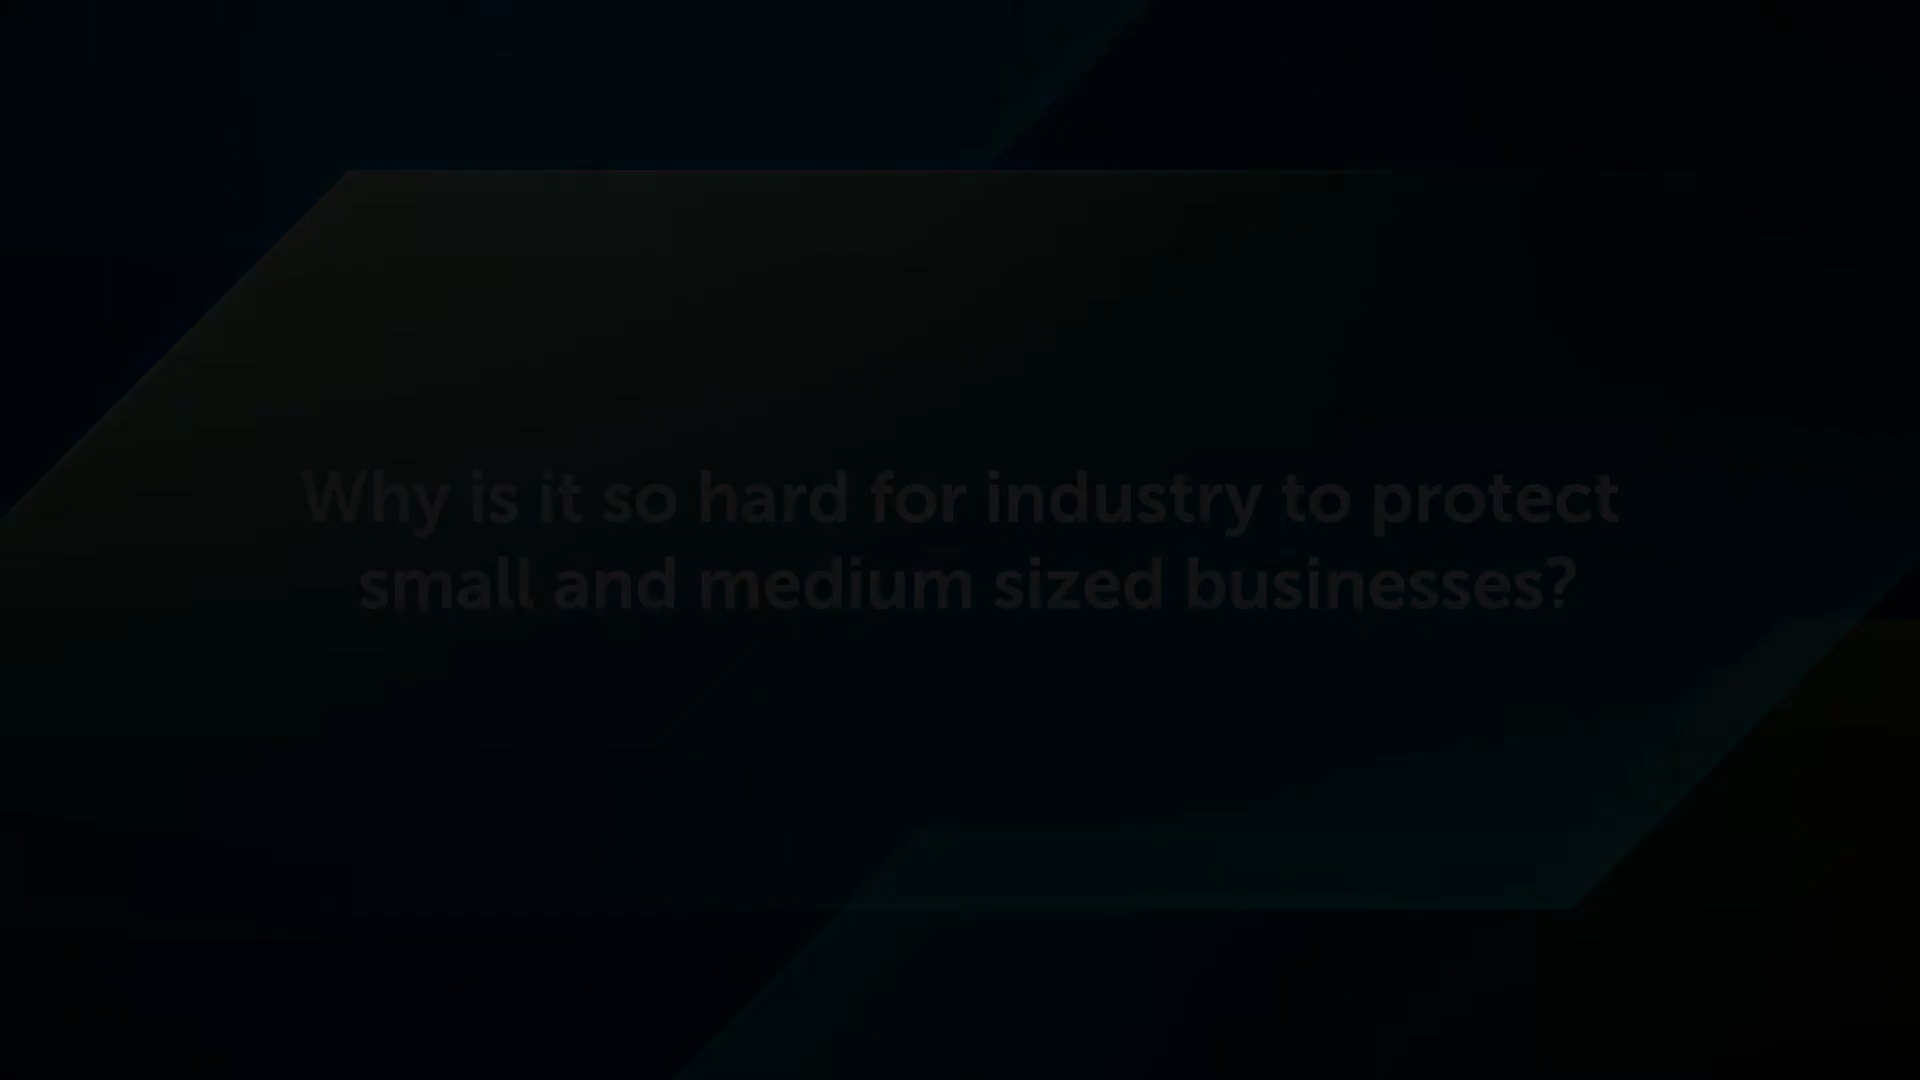 Why is it so hard for industry to protect
small and medium sized businesses?